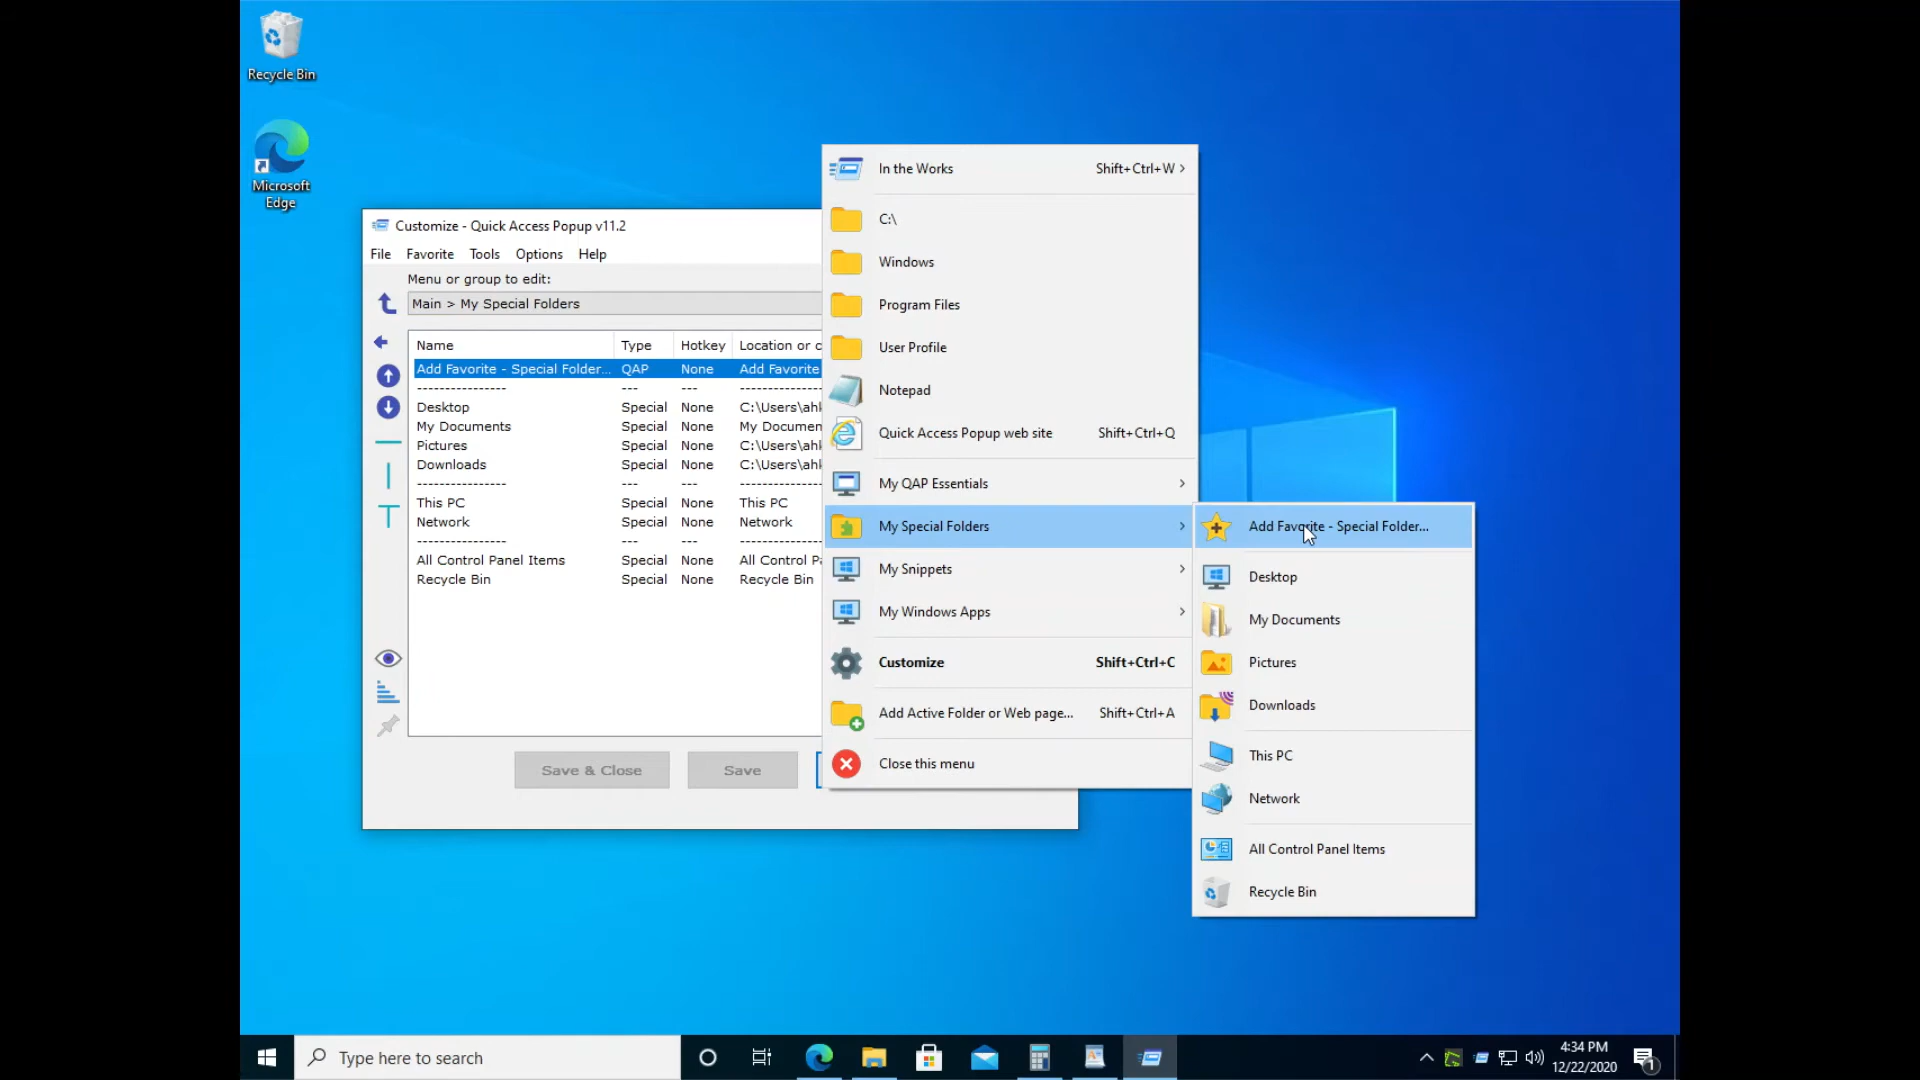 Recycle Bin
Microsoft
Edge
Customize - Quick Access Popup v11.2
File Favorite Tools Options Help
Menu or group to edit:
Main > My Special Folders
Name Type Hotkey Location or c
Add Favorite - Special Folder... QAP None Add Favorite
---------------- --- --- ----------------
Desktop Special None C:\Users\ahk
My Documents Special None My Documen
Pictures Special None C:\Users\ahk
Downloads Special None C:\Users\ahk
---------------- --- --- ----------------
This PC Special None This PC
Network Special None Network
---------------- --- --- ----------------
All Control Panel Items Special None All Control Pa
Recycle Bin Special None Recycle Bin
Save & Close Save
In the Works Shift+Ctrl+W
C:\
Windows
Program Files
User Profile
Notepad
Quick Access Popup web site Shift+Ctrl+Q
My QAP Essentials
My Special Folders
My Snippets
My Windows Apps
Customize Shift+Ctrl+C
Add Active Folder or Web page... Shift+Ctrl+A
Close this menu
Add Favorite - Special Folder...
Desktop
My Documents
Pictures
Downloads
This PC
Network
All Control Panel Items
Recycle Bin
Type here to search
4:34 PM
12/22/2020
1